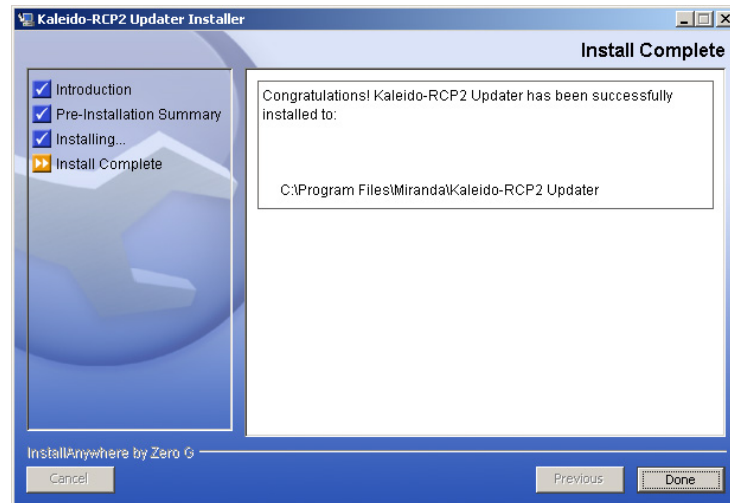 Kaleido-RCP2 Updater Installer
Install Complete
Introduction
Pre-Installation Summary
Installing...
Install Complete
Congratulations! Kaleido-RCP2 Updater has been successfully
installed to:
C:\Program Files\Miranda\Kaleido-RCP2 Updater
InstallAnywhere by Zero G
Cancel
Previous
Done